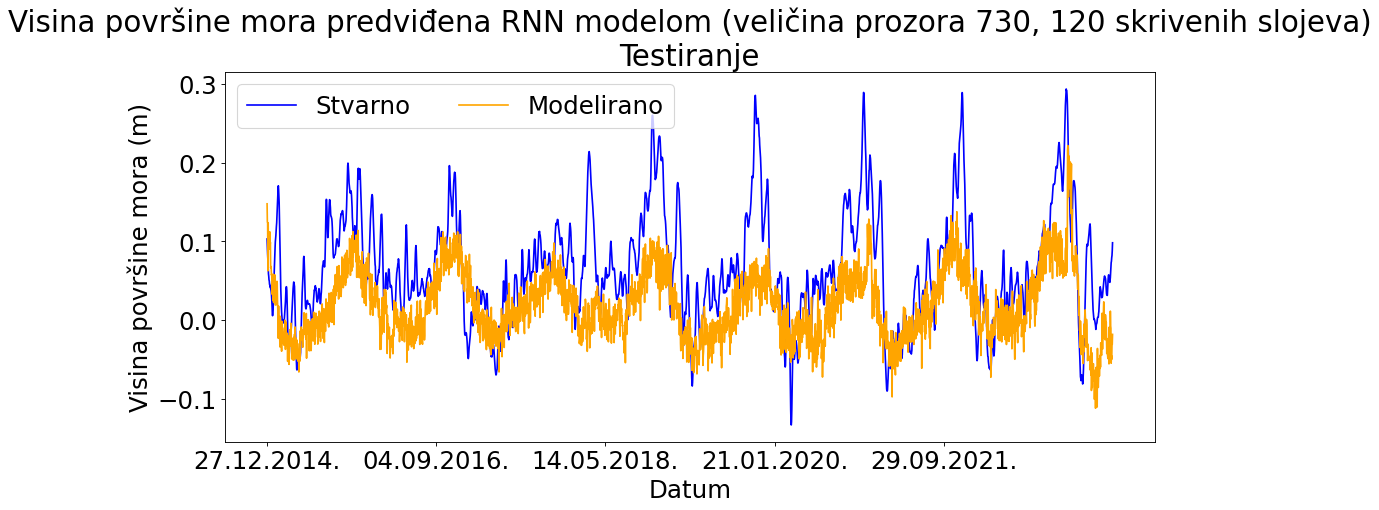 Visina površine mora predviđena RNN modelom (veličina prozora 730, 120 skrivenih slojeva)
Testiranje
Stvarno
Modelirano
Visina površine mora (m)
0.3
0.2
0.1
0.0
−0.1
27.12.2014.
04.09.2016.
14.05.2018.
21.01.2020.
29.09.2021.
Datum